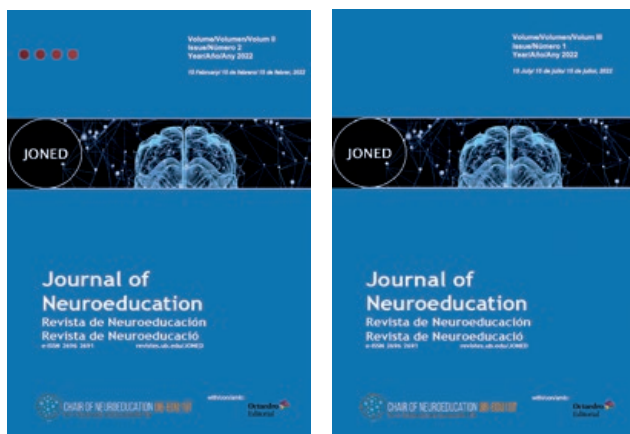 Volume/Volumen/Volum II
Issue/Número 2
Year/Año/Any 2022
15 February/ 15 de febrero/ 15 de febrer, 2022
JONED
Journal of
Neuroeducation
Revista de Neuroeducación
Revista de Neuroeducació
e-ISSN: 2696-2691 revistes.ub.edu/JONED
CHAIR OF NEUROEDUCATION UB-EDU1ST
Octaedro
Editorial
Volume/Volumen/Volum III
Issue/Número 1
Year/Año/Any 2022
15 July/ 15 de julio/ 15 de juliol, 2022
JONED
Journal of
Neuroeducation
Revista de Neuroeducación
Revista de Neuroeducació
e-ISSN: 2696-2691 revistes.ub.edu/JONED
CHAIR OF NEUROEDUCATION UB-EDU1ST
Octaedro
Editorial